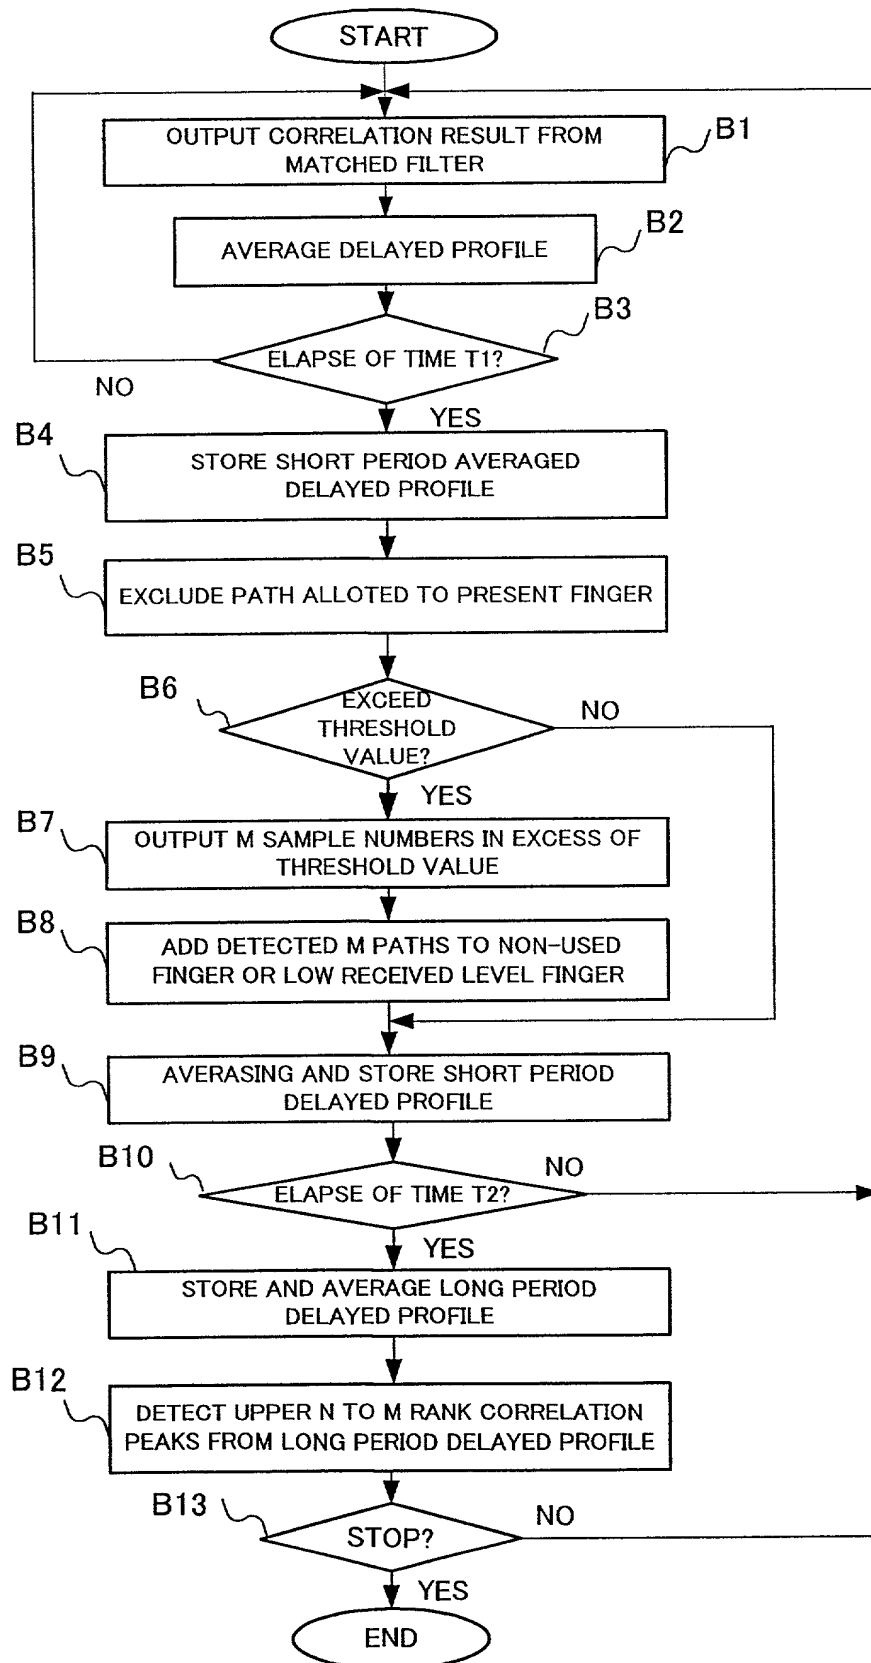 START
OUTPUT CORRELATION RESULT FROM
MATCHED FILTER
B1
AVERAGE DELAYED PROFILE
B2
ELAPSE OF TIME T1?
B3
NO
YES
B4
STORE SHORT PERIOD AVERAGED
DELAYED PROFILE
B5
EXCLUDE PATH ALLOTED TO PRESENT FINGER
B6
EXCEED
THRESHOLD
VALUE?
NO
YES
B7
OUTPUT M SAMPLE NUMBERS IN EXCESS OF
THRESHOLD VALUE
B8
ADD DETECTED M PATHS TO NON-USED
FINGER OR LOW RECEIVED LEVEL FINGER
B9
AVERASING AND STORE SHORT PERIOD
DELAYED PROFILE
B10
ELAPSE OF TIME T2?
NO
YES
B11
STORE AND AVERAGE LONG PERIOD
DELAYED PROFILE
B12
DETECT UPPER N TO M RANK CORRELATION
PEAKS FROM LONG PERIOD DELAYED PROFILE
B13
STOP?
NO
YES
END